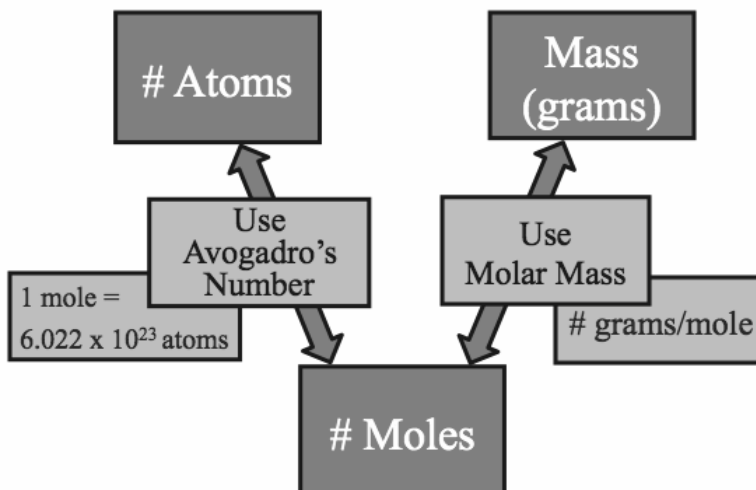 # Atoms
Mass
(grams)
Use
Avogadro's
Number
Use
Molar Mass
1 mole =
6.022 x 10²³ atoms
# grams/mole
# Moles